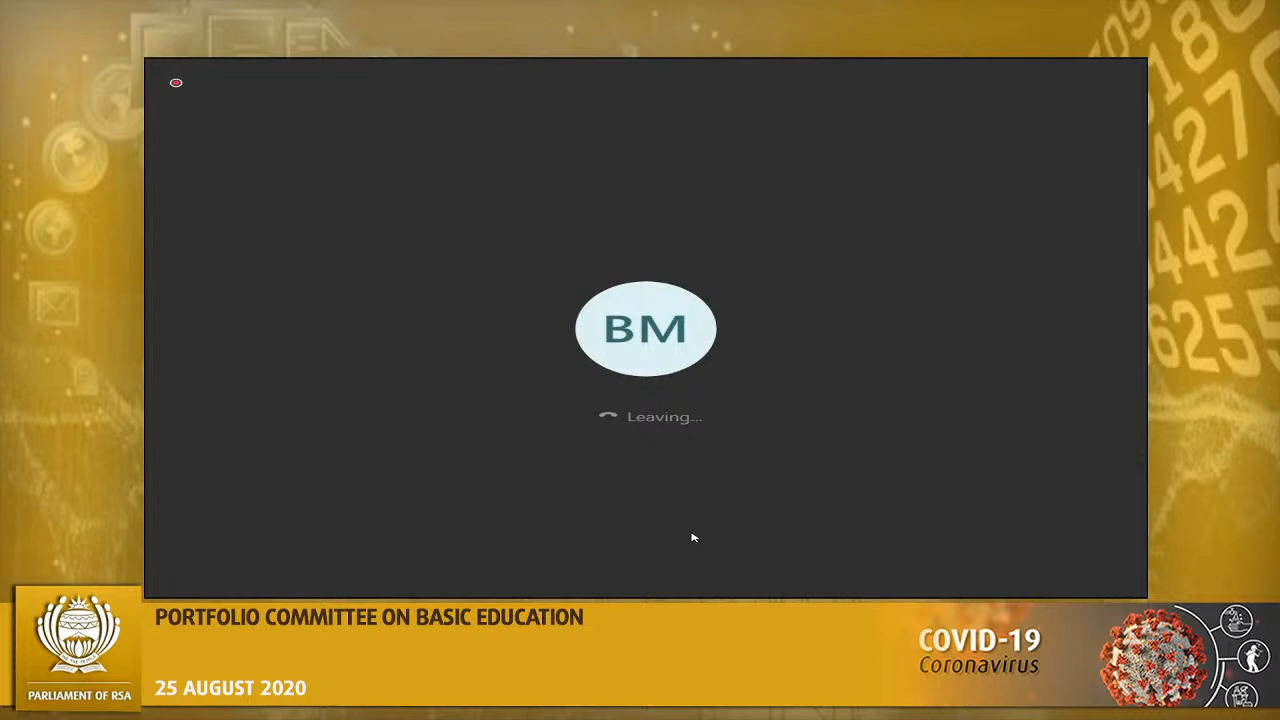 BM
Leaving...
PORTFOLIO COMMITTEE ON BASIC EDUCATION
COVID-19
Coronavirus
25 AUGUST 2020
PARLIAMENT OF RSA